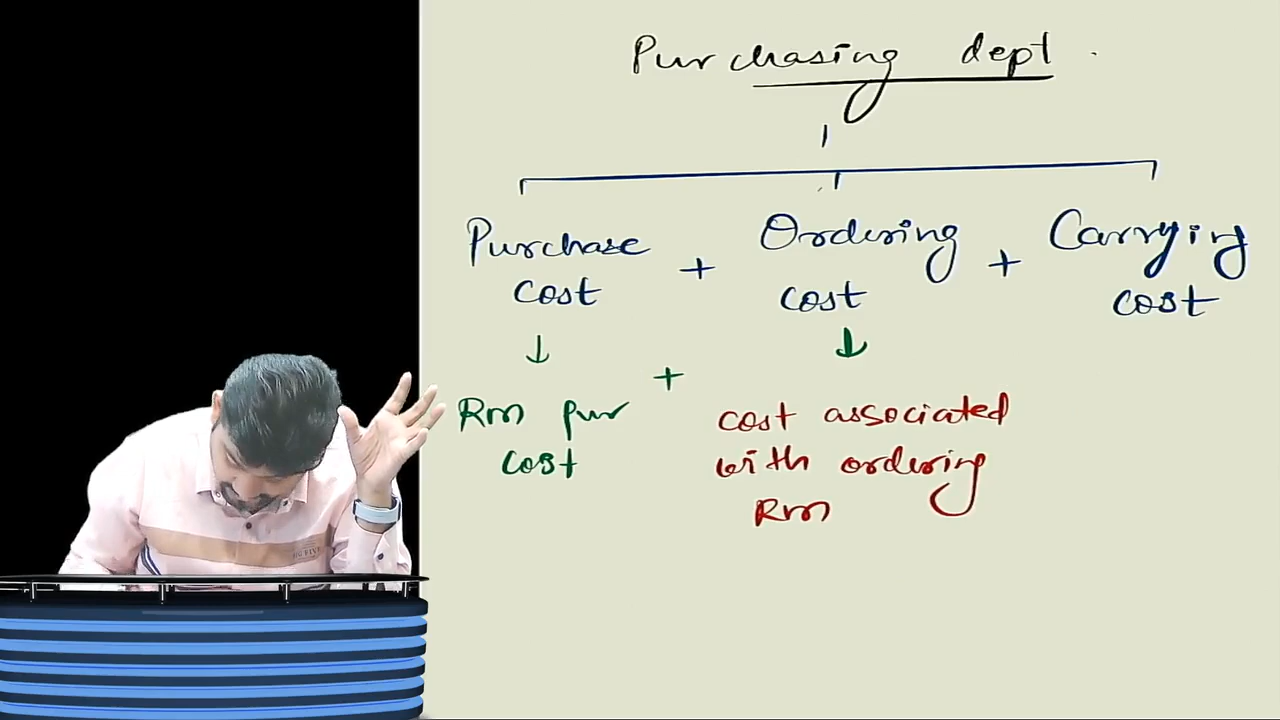 Purchasing dept
Purchase + Ordering + Carrying
cost cost cost
Rm pur + cost associated
cost with ordering
Rm